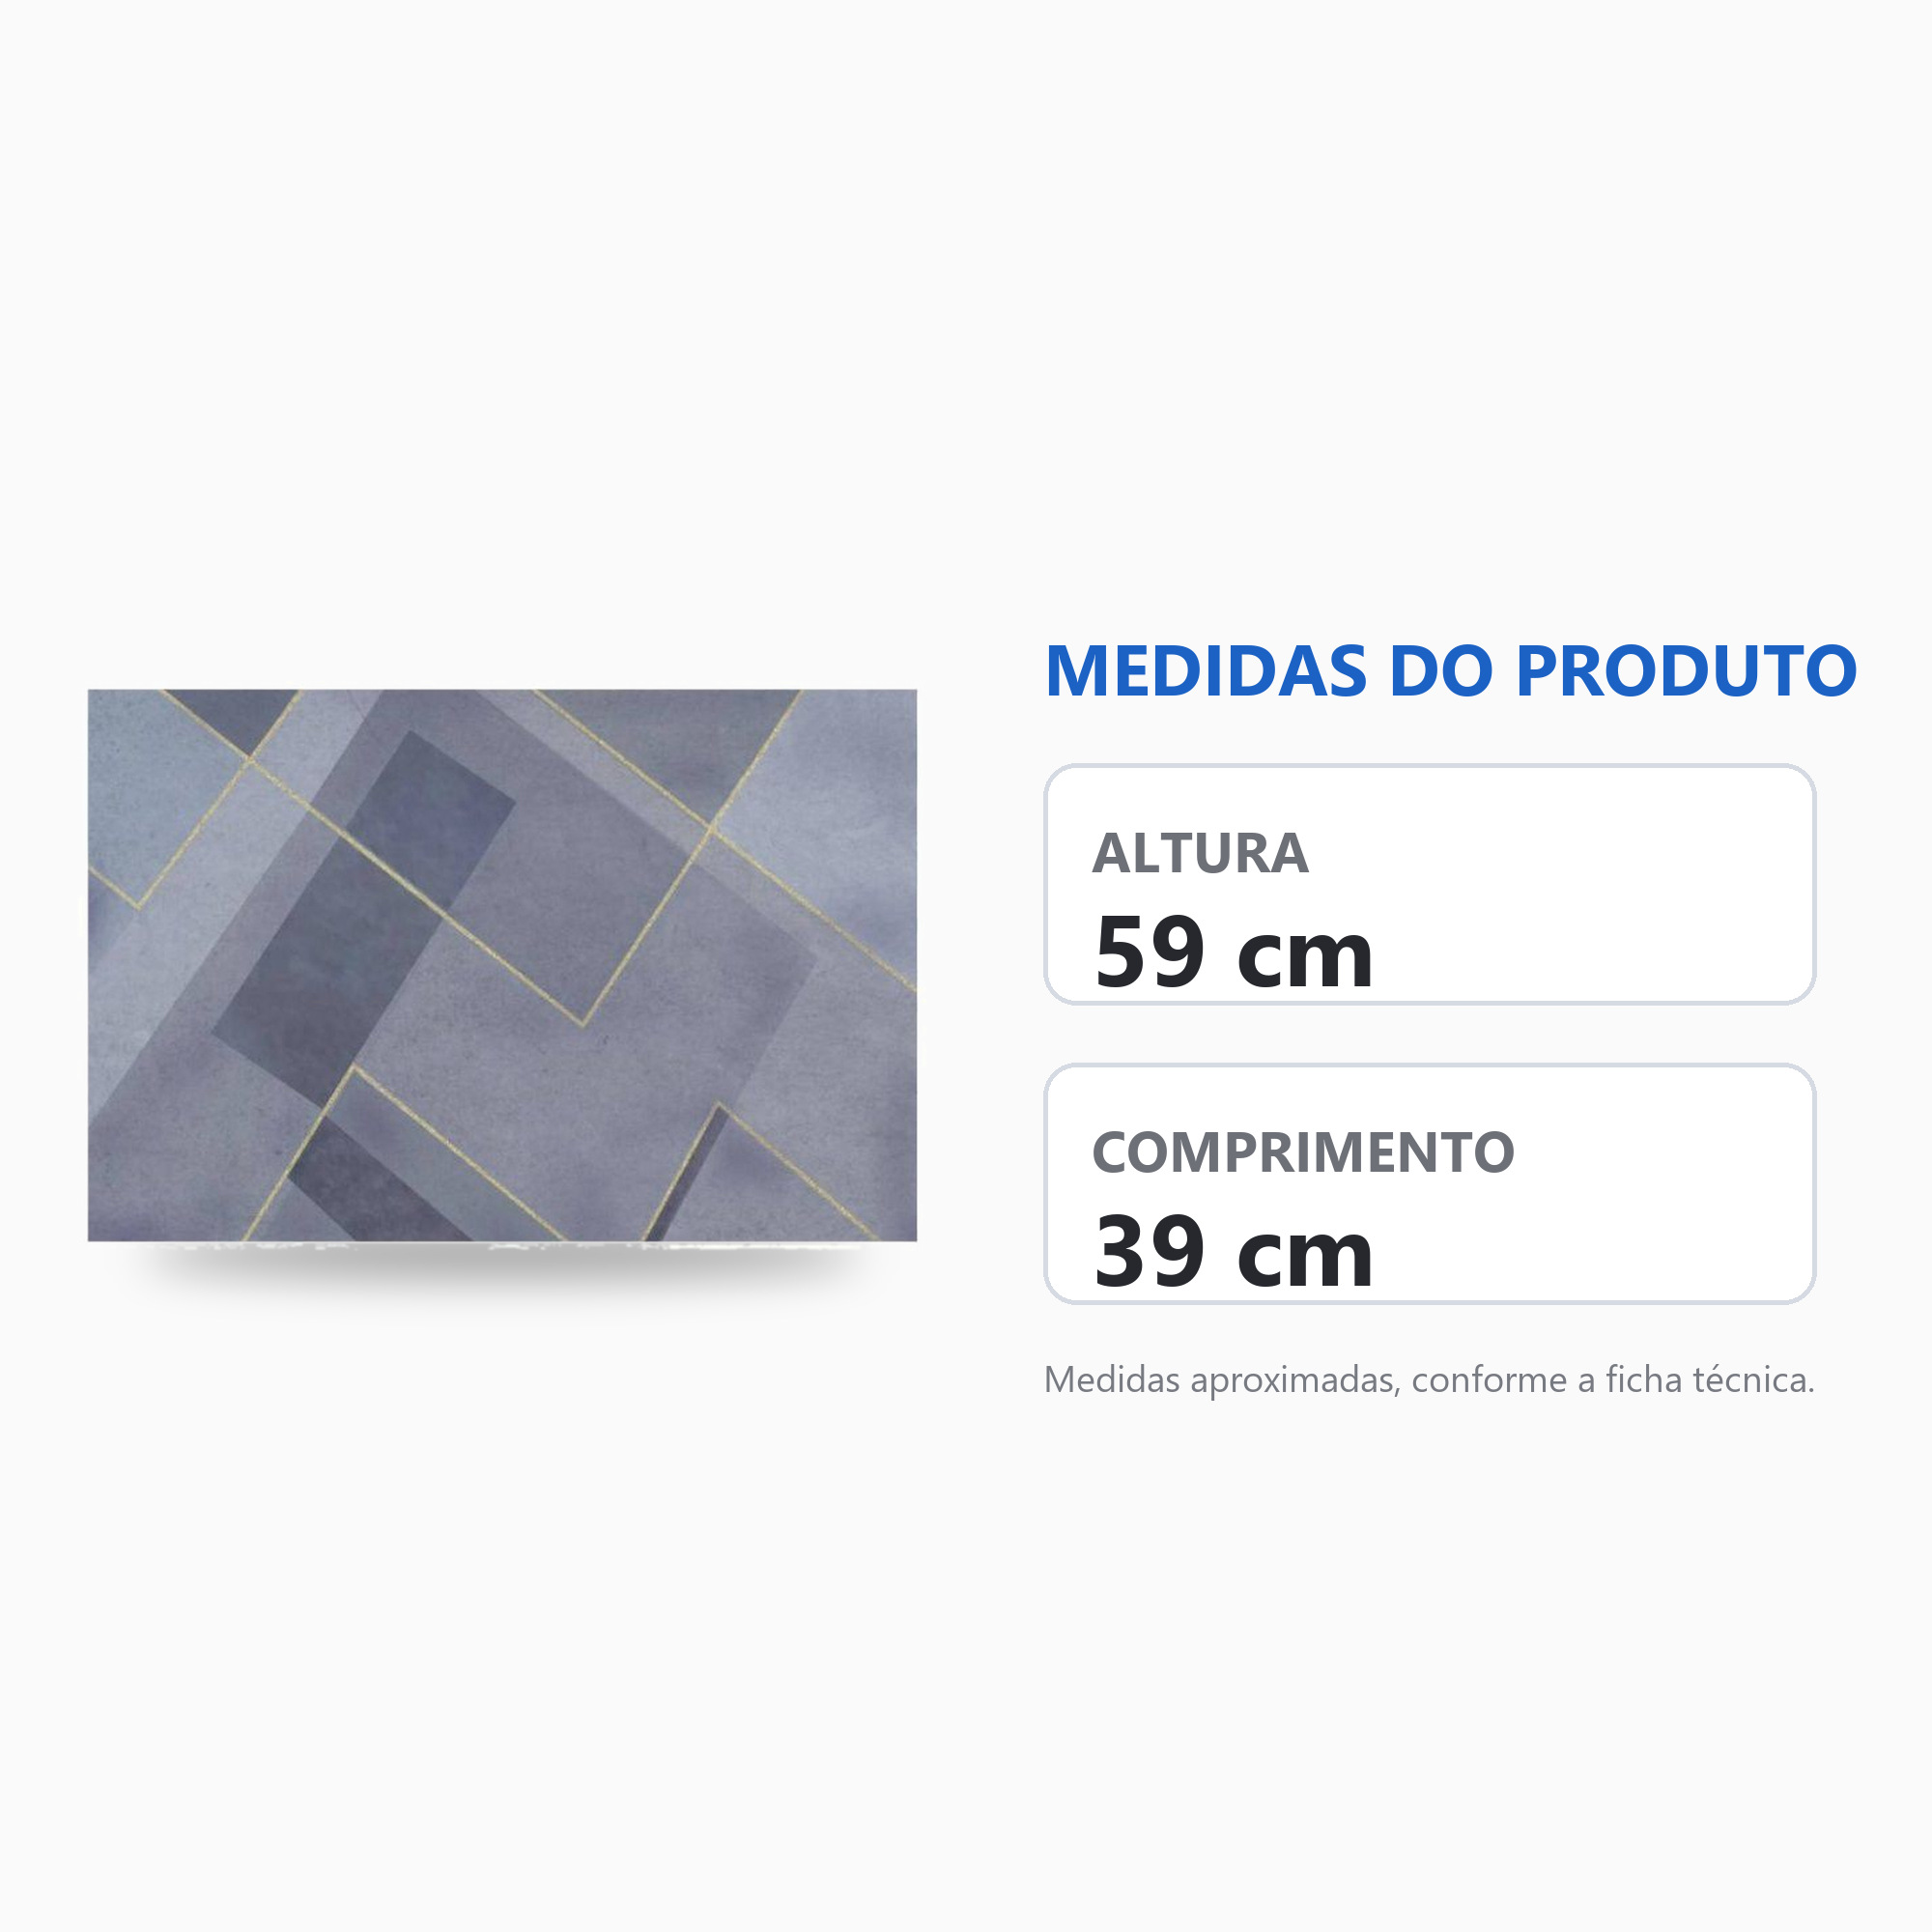 MEDIDAS DO PRODUTO
ALTURA
59 cm
COMPRIMENTO
39 cm
Medidas aproximadas, conforme a ficha técnica.